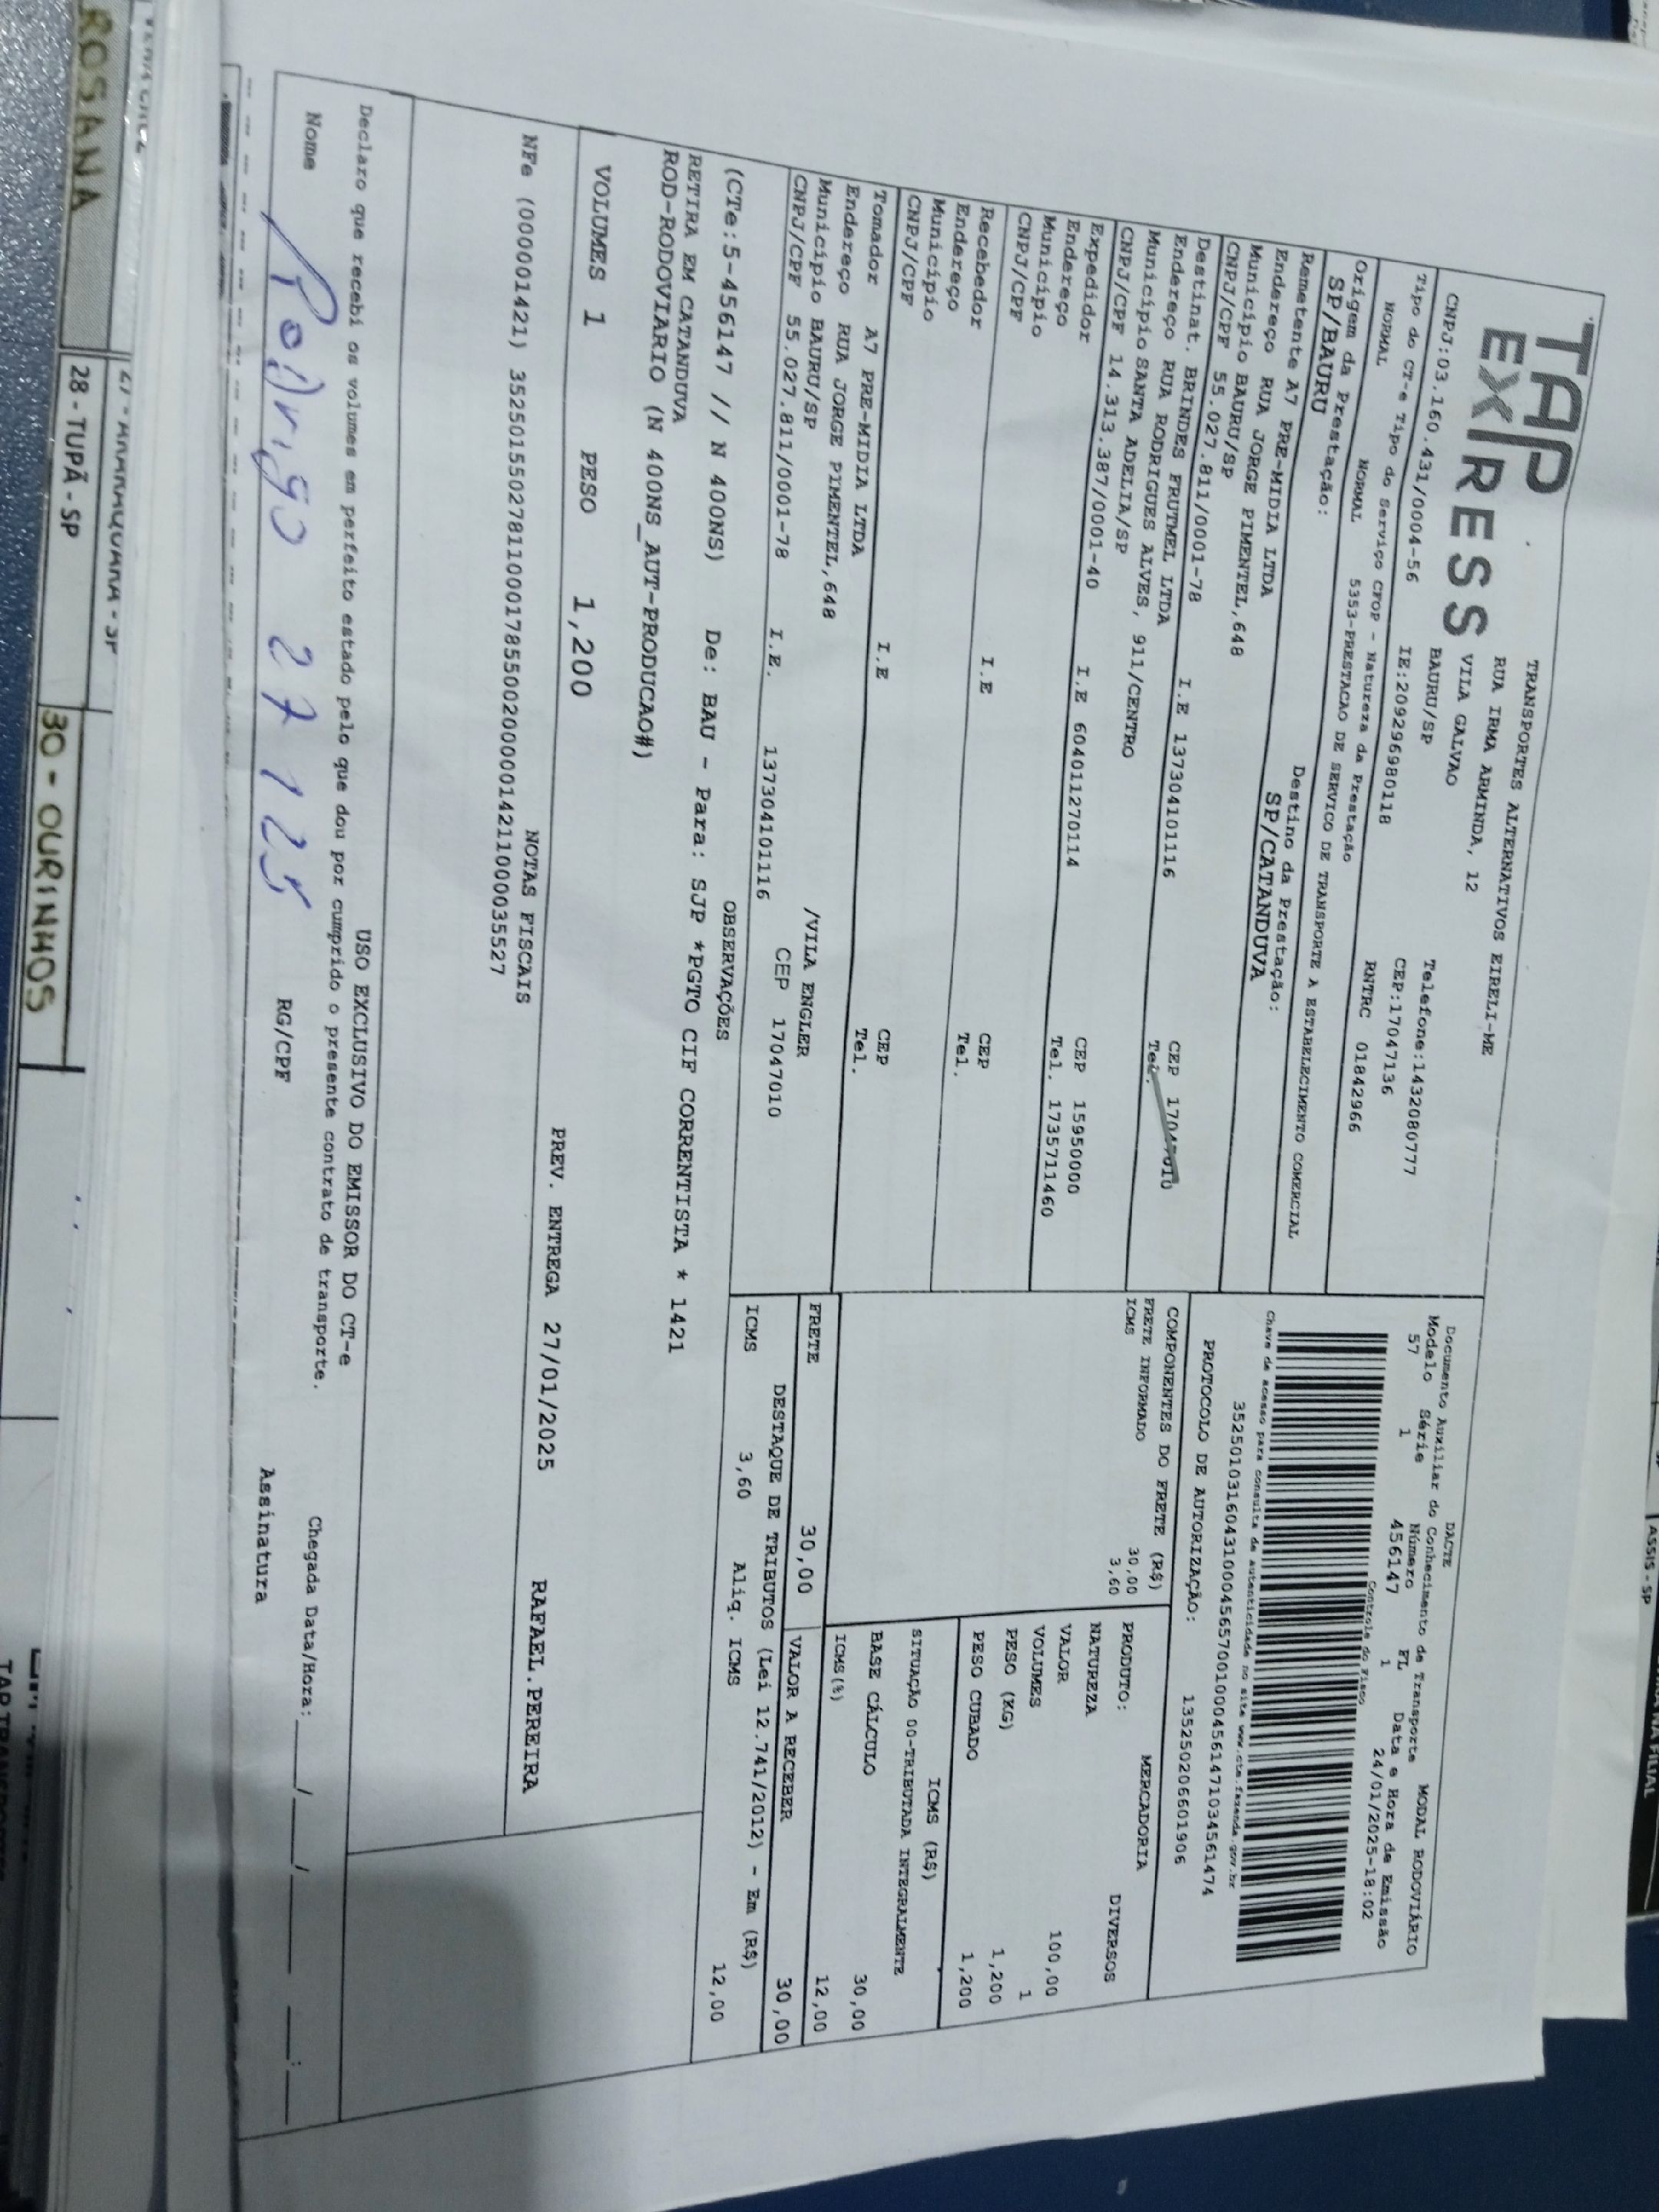 TAP
EXPRESS
TRANSPORTES ALTERNATIVOS EIRELI-ME
RUA IRMA ARMINDA, 12
VILA GALVAO
BAURU/SP
Telefone:1432080777
CNPJ:03.160.431/0004-56 IE:209296980118 CEP:17047136
Tipo do CT-e Tipo do Serviço CFOP - Natureza da Prestação RNTRC 01842966
NORMAL NORMAL 5353-PRESTACAO DE SERVICO DE TRANSPORTE A ESTABELECIMENTO COMERCIAL
Origem da Prestação: Destino da Prestação:
SP/BAURU SP/CATANDUVA
Remetente A7 PRE-MIDIA LTDA
Endereço RUA JORGE PIMENTEL,648
Município BAURU/SP CEP 17047010
CNPJ/CPF 55.027.811/0001-78 I.E 137304101116 Tel.
Destinat. BRINDES FRUTMEL LTDA
Endereço RUA RODRIGUES ALVES, 911/CENTRO
Município SANTA ADELIA/SP CEP 15950000
CNPJ/CPF 14.313.387/0001-40 I.E 604011270114 Tel. 1735711460
Expedidor
Endereço
Município CEP
CNPJ/CPF I.E Tel.
Recebedor
Endereço
Município CEP
CNPJ/CPF I.E Tel.
Tomador A7 PRE-MIDIA LTDA
Endereço RUA JORGE PIMENTEL,648 /VILA ENGLER
Município BAURU/SP CEP 17047010
CNPJ/CPF 55.027.811/0001-78 I.E. 137304101116
DACTE
Documento Auxiliar do Conhecimento de Transporte MODAL RODOVIÁRIO
Modelo Série Número FL Data e Hora de Emissão
57 1 456147 1 24/01/2025-18:02
Controle do Fisco
Chave de acesso para consulta de autenticidade no site www.cte.fazenda.gov.br
35250103160431000456570010004561471034561474
PROTOCOLO DE AUTORIZAÇÃO: 135250206601906
COMPONENTES DO FRETE (R$)
FRETE INFORMADO 30,00
ICMS 3,60
MERCADORIA
PRODUTO: DIVERSOS
NATUREZA
VALOR 100,00
VOLUMES 1
PESO (KG) 1,200
PESO CUBADO 1,200
ICMS (R$)
SITUAÇÃO 00-TRIBUTADA INTEGRALMENTE
BASE CÁLCULO 30,00
ICMS(%) 12,00
FRETE 30,00 VALOR A RECEBER 30,00
DESTAQUE DE TRIBUTOS (Lei 12.741/2012) - Em (R$)
ICMS 3,60 Aliq. ICMS 12,00
OBSERVAÇÕES
(CTe:5-456147 // N 400NS) De: BAU - Para: SJP *PGTO CIF CORRENTISTA * 1421
RETIRA EM CATANDUVA
ROD-RODOVIARIO (N 400NS_AUT-PRODUCAO#)
VOLUMES 1 PESO 1,200 PREV. ENTREGA 27/01/2025 RAFAEL.PEREIRA
NOTAS FISCAIS
NFe (000001421) 35250155027811000178550020000014211000035527
USO EXCLUSIVO DO EMISSOR DO CT-e
Declaro que recebi os volumes em perfeito estado pelo que dou por cumprido o presente contrato de transporte.
Nome Rodrigo 27 1 25 RG/CPF Assinatura Chegada Data/Hora:___/___/____ __:__
28 - TUPÃ - SP
ROSANA
30 - OURINHOS
ASSIS - SP